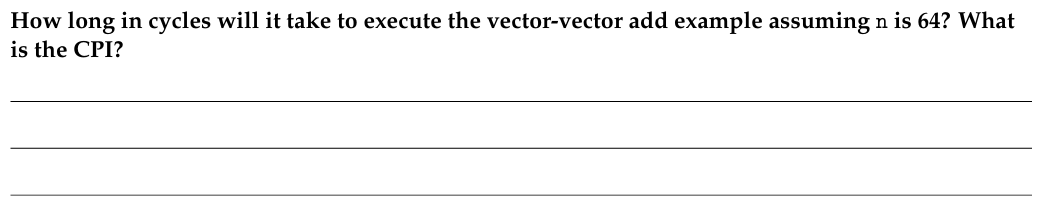 How long in cycles will it take to execute the vector-vector add example assuming n is 64? What
is the CPI?